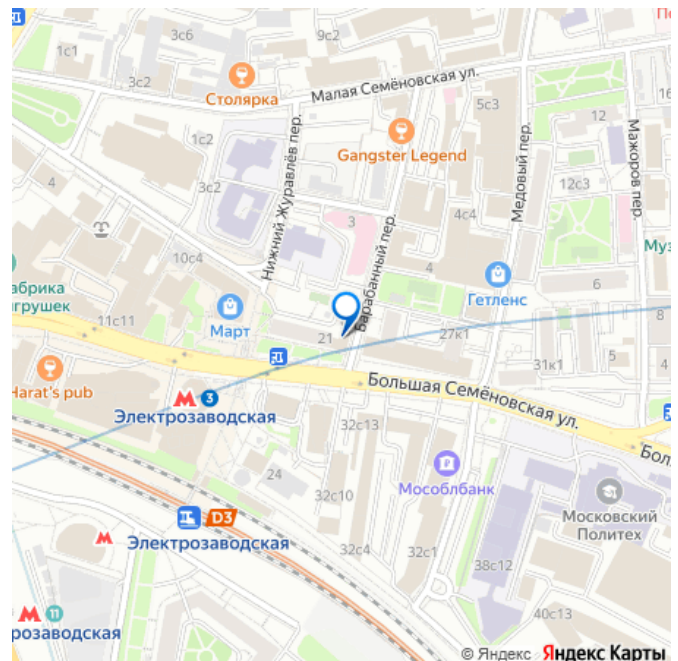 1с1
3с6
9с2
3с2
Столярка
Малая Семёновская ул.
5с3
12
16
1с2
Gangster Legend
Медовый пер.
Мажоров пер.
4
3с2
Нижний Журавлёв пер.
3
Барабанный пер.
4с4
12с3
10с4
4
Гетленс
6
Муз
абрика
игрушек
11с11
Март
21
27к1
8
31к1
4
Harat's pub
3
Электрозаводская
Большая Семёновская ул.
32с13
Бол
24
32с10
Мособлбанк
D3
Электрозаводская
32с4
32с1
38с12
Московский
Политех
11
розаводская
40с13
© Яндекс Яндекс Карты